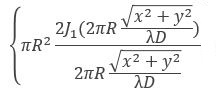 {πR² 2J₁(2πR √(x² + y²)/λD) / (2πR √(x² + y²)/λD)